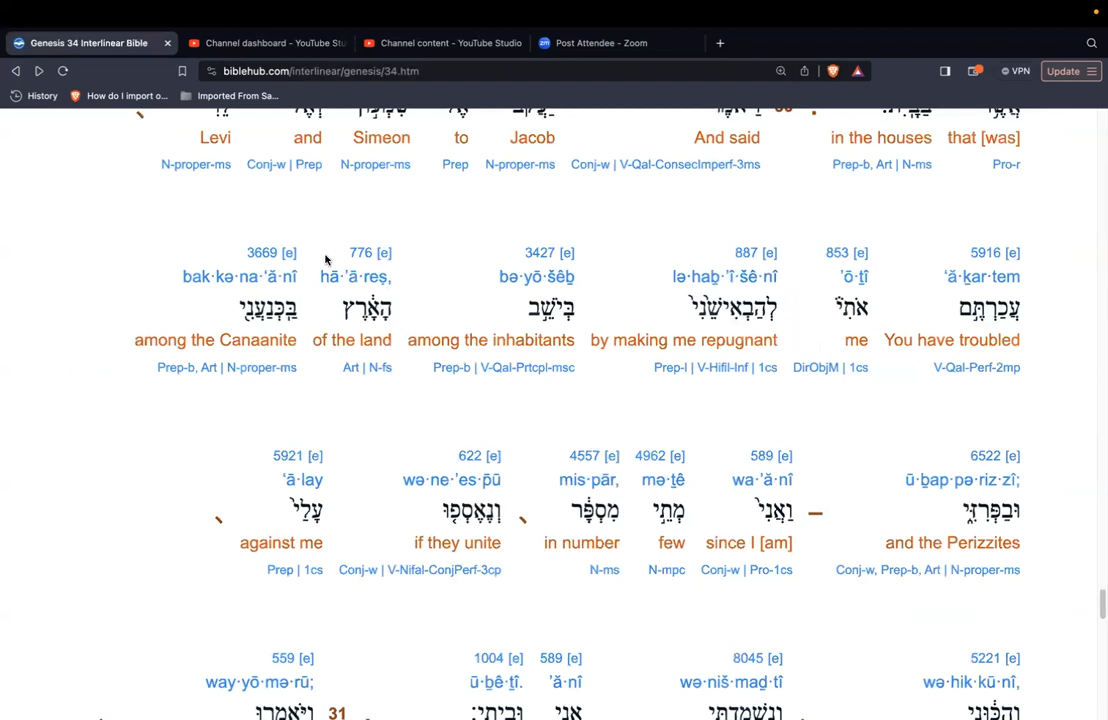 Genesis 34 Interlinear Bible × Channel dashboard - YouTube Stu Channel content - YouTube Studio Post Attendee - Zoom +
biblehub.com/interlinear/genesis/34.htm VPN Update
History How do I import o... Imported From Sa...
Levi and Simeon to Jacob And said in the houses that [was]
N-proper-ms Conj-w | Prep N-proper-ms Prep N-proper-ms Conj-w | V-Qal-ConsecImperf-3ms Prep-b, Art | N-ms Pro-r
3669 [e] 776 [e] 3427 [e] 887 [e] 853 [e] 5916 [e]
bak·kə·na·‘ă·nî hā·’ā·reṣ, bə·yō·šêḇ lə·haḇ·’î·šê·nî ’ō·ṯî ‘ă·ḵar·tem
עֲכַרְתֶּ֣ם אֹתִי֒ לְהַבְאִישֵׁ֙נִי֙ בְּיֹשֵׁ֣ב הָאָ֔רֶץ בַּֽכְּנַעֲנִ֖י
among the Canaanite of the land among the inhabitants by making me repugnant me You have troubled
Prep-b, Art | N-proper-ms Art | N-fs Prep-b | V-Qal-Prtcpl-msc Prep-l | V-Hifil-Inf | 1cs DirObjM | 1cs V-Qal-Perf-2mp
5921 [e] 622 [e] 4557 [e] 4962 [e] 589 [e] 6522 [e]
‘ā·lay wə·ne·’es·p̄ū mis·pār, mə·ṯê wa·’ă·nî ū·ḇap·pə·riz·zî;
וּבַפְּרִזִּ֑י – וַאֲנִי֙ מְתֵ֣י מִסְפָּ֔ר וְנֶאֶסְפ֤וּ עָלַי֙
against me if they unite in number few since I [am] and the Perizzites
Prep | 1cs Conj-w | V-Nifal-ConjPerf-3cp N-ms N-mpc Conj-w | Pro-1cs Conj-w, Prep-b, Art | N-proper-ms
559 [e] 1004 [e] 589 [e] 8045 [e] 5221 [e]
way·yō·mə·rū; ū·ḇê·ṯî. ’ă·nî wə·niš·maḏ·tî wə·hik·kū·nî,
31